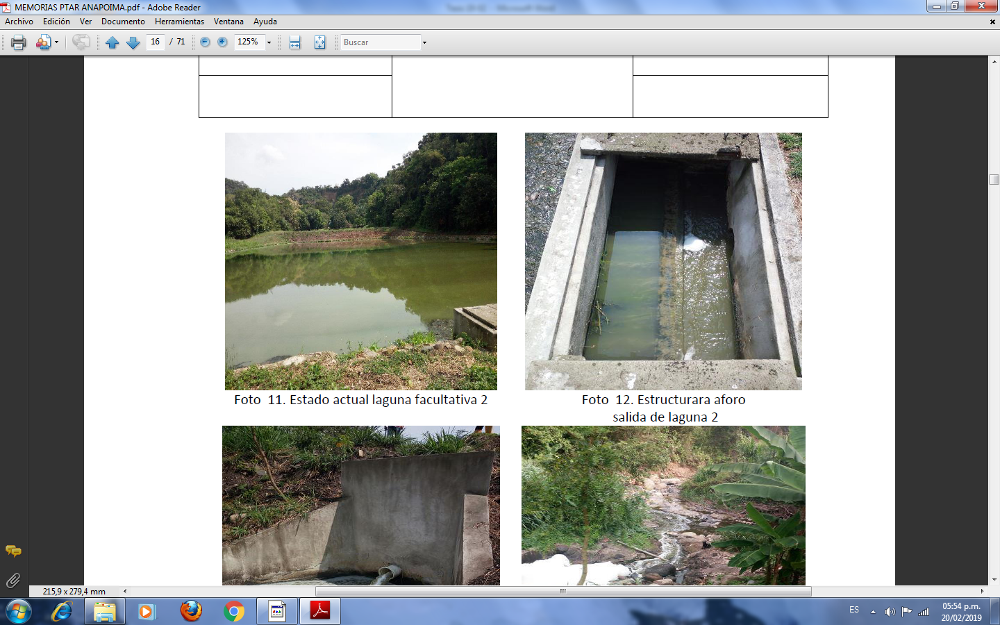 MEMORIAS PTAR ANAPOIMA.pdf - Adobe Reader
Archivo Edición Ver Documento Herramientas Ventana Ayuda
16 / 71 125% Buscar
Foto 11. Estado actual laguna facultativa 2
Foto 12. Estructurara aforo
salida de laguna 2
215,9 x 279,4 mm
ES
05:54 p.m.
20/02/2019